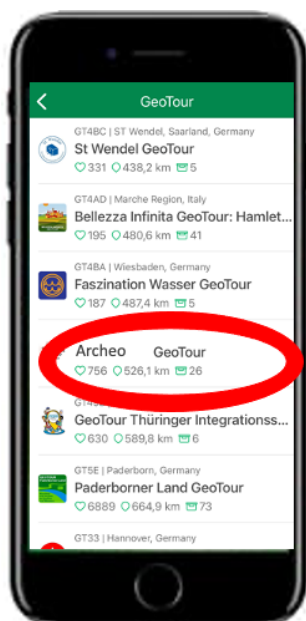 GeoTour
GT4BC | ST Wendel, Saarland, Germany
St Wendel GeoTour
331 438,2 km 5
GT4AD | Marche Region, Italy
Bellezza Infinita GeoTour: Hamlet...
195 480,6 km 41
GT4BA | Wiesbaden, Germany
Faszination Wasser GeoTour
187 487,4 km 5
Archeo GeoTour
756 526,1 km 26
GeoTour Thüringer Integrationss...
630 589,8 km 6
GT5E | Paderborn, Germany
Paderborner Land GeoTour
6889 664,9 km 73
GT33 | Hannover, Germany